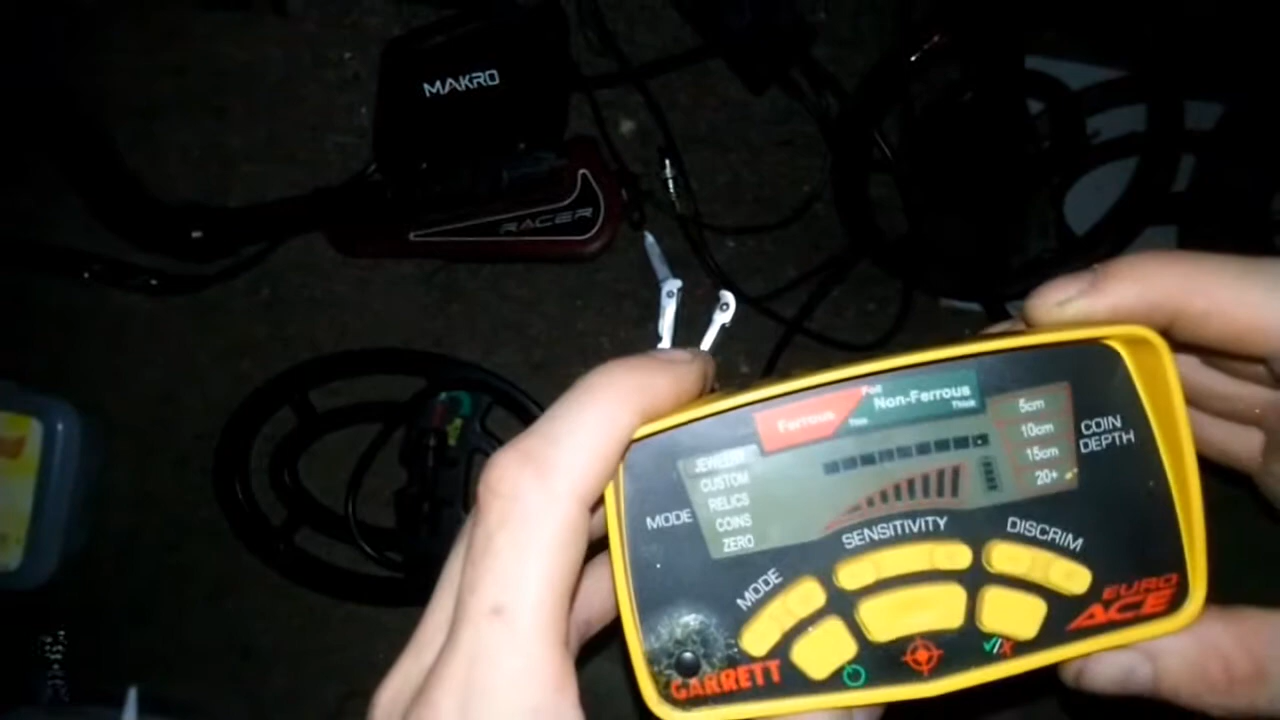 MAKRO
RACER
Ferrous
Foil
Non-Ferrous
Thin
Thick
5cm
10cm
15cm
20+
COIN
DEPTH
MODE
JEWELRY
CUSTOM
RELICS
COINS
ZERO
SENSITIVITY
DISCRIM
MODE
EURO
ACE
GARRETT